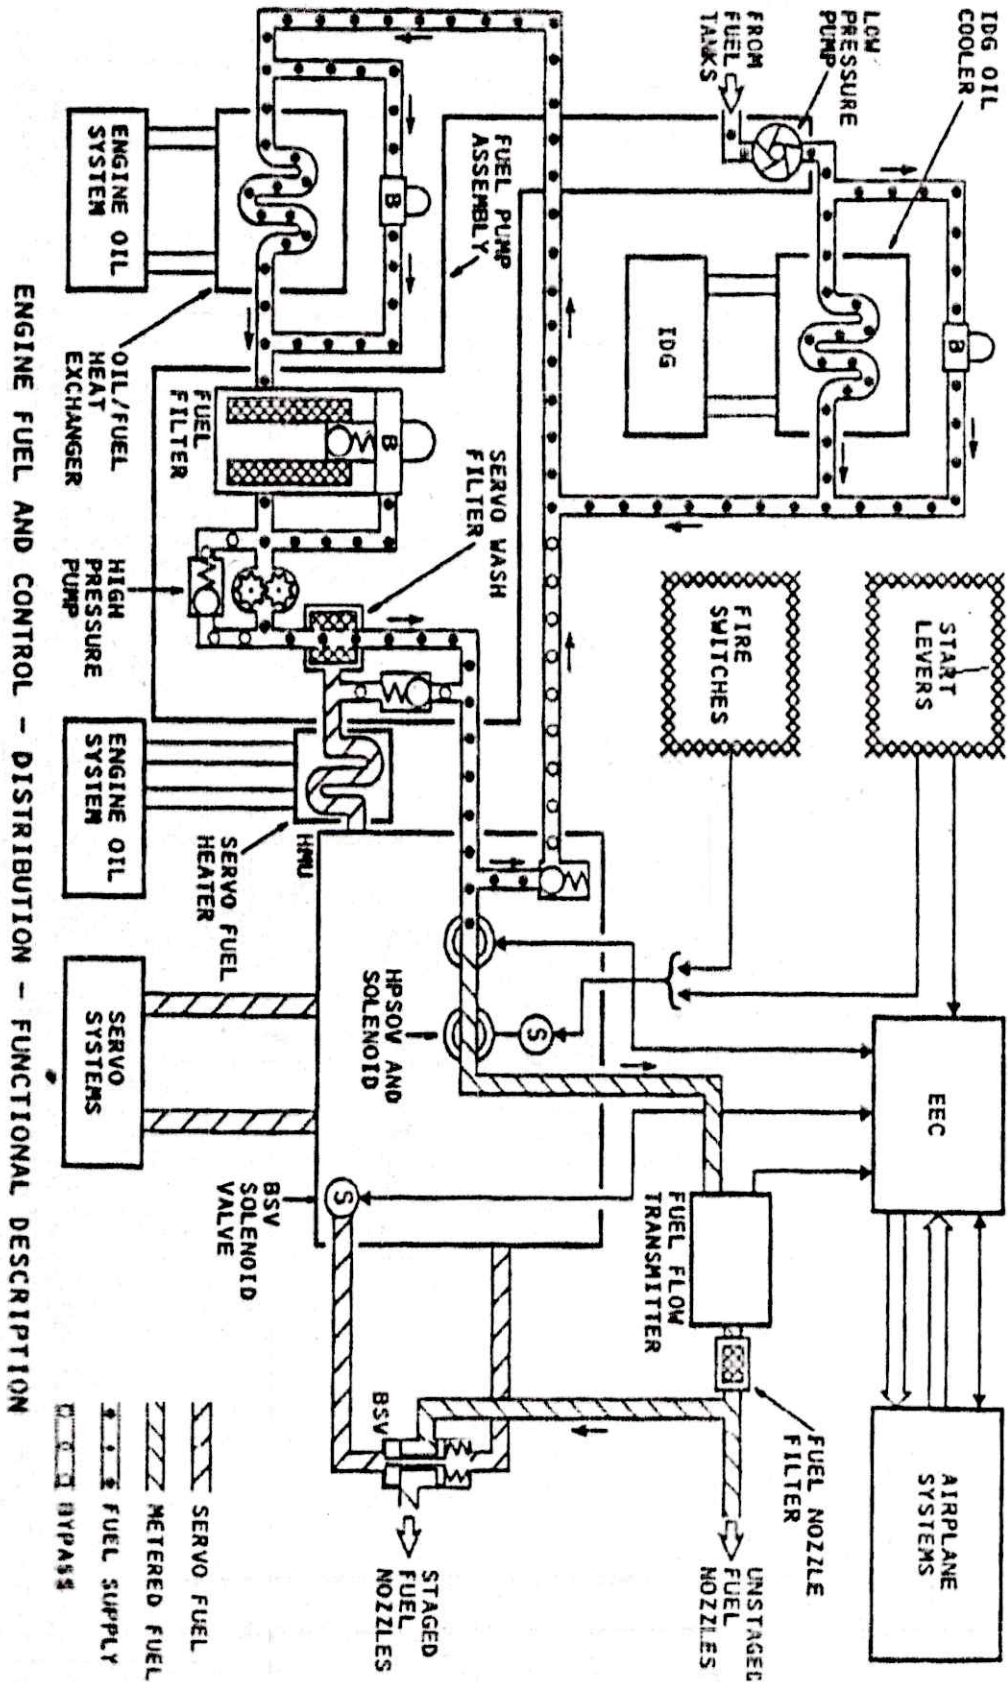 IDG OIL
COOLER
LOW
PRESSURE
PUMP
FROM
FUEL
TANKS
FUEL PUMP
ASSEMBLY
B
ENGINE OIL
SYSTEM
B
IDG
OIL/FUEL
HEAT
EXCHANGER
FUEL
FILTER
B
SERVO WASH
FILTER
HIGH
PRESSURE
PUMP
FIRE
SWITCHES
START
LEVERS
ENGINE OIL
SYSTEM
SERVO FUEL
HEATER
HMU
HPSOV AND
SOLENOID
S
SERVO
SYSTEMS
BSV
SOLENOID
VALVE
S
EEC
FUEL FLOW
TRANSMITTER
FUEL NOZZLE
FILTER
AIRPLANE
SYSTEMS
BSV
STAGED
FUEL
NOZZLES
UNSTAGED
FUEL
NOZZLES
SERVO FUEL
METERED FUEL
FUEL SUPPLY
BYPASS
ENGINE FUEL AND CONTROL - DISTRIBUTION - FUNCTIONAL DESCRIPTION